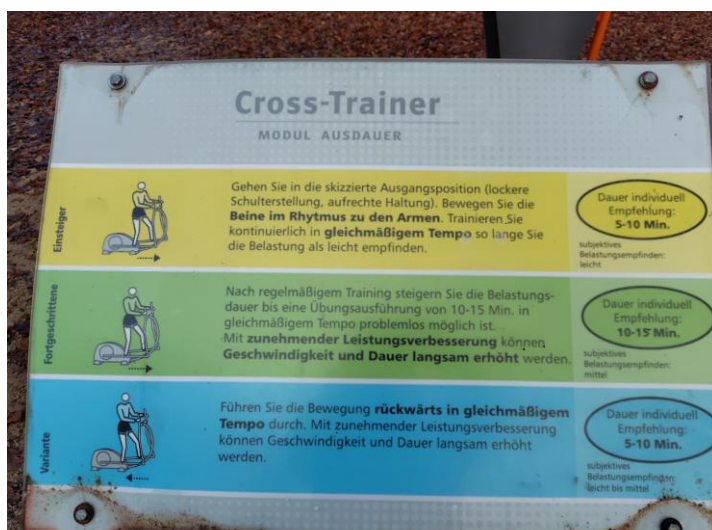 Cross-Trainer
MODUL AUSDAUER
Einsteiger
Gehen Sie in die skizzierte Ausgangsposition (lockere
Schulterstellung, aufrechte Haltung). Bewegen Sie die
Beine im Rhytmus zu den Armen. Trainieren Sie
kontinuierlich in gleichmäßigem Tempo so lange Sie
die Belastung als leicht empfinden.
Dauer individuell
Empfehlung:
5-10 Min.
subjektives
Belastungsempfinden:
leicht
Fortgeschrittene
Nach regelmäßigem Training steigern Sie die Belastungs-
dauer bis eine Übungsausführung von 10-15 Min. in
gleichmäßigem Tempo problemlos möglich ist.
Mit zunehmender Leistungsverbesserung können
Geschwindigkeit und Dauer langsam erhöht werden.
Dauer individuell
Empfehlung:
10-15 Min.
subjektives
Belastungsempfinden:
mittel
Variante
Führen Sie die Bewegung rückwärts in gleichmäßigem
Tempo durch. Mit zunehmender Leistungsverbesserung
können Geschwindigkeit und Dauer langsam erhöht
werden.
Dauer individuell
Empfehlung:
5-10 Min.
subjektives
Belastungsempfinden:
leicht bis mittel